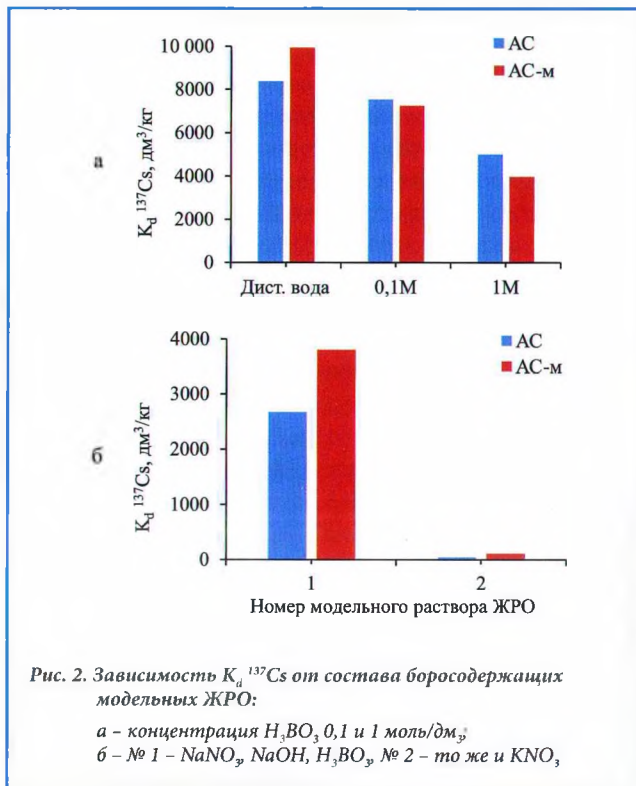 10 000
8000
6000
4000
2000
0
а
K_d ¹³⁷Cs, дм³/кг
АС
АС-м
Дист. вода 0,1М 1М
4000
3000
2000
1000
0
б
K_d ¹³⁷Cs, дм³/кг
АС
АС-м
1 2
Номер модельного раствора ЖРО
Рис. 2. Зависимость K_d ¹³⁷Cs от состава боросодержащих
модельных ЖРО:
а – концентрация H₃BO₃ 0,1 и 1 моль/дм₃,
б – № 1 – NaNO₃, NaOH, H₃BO₃, № 2 – то же и KNO₃